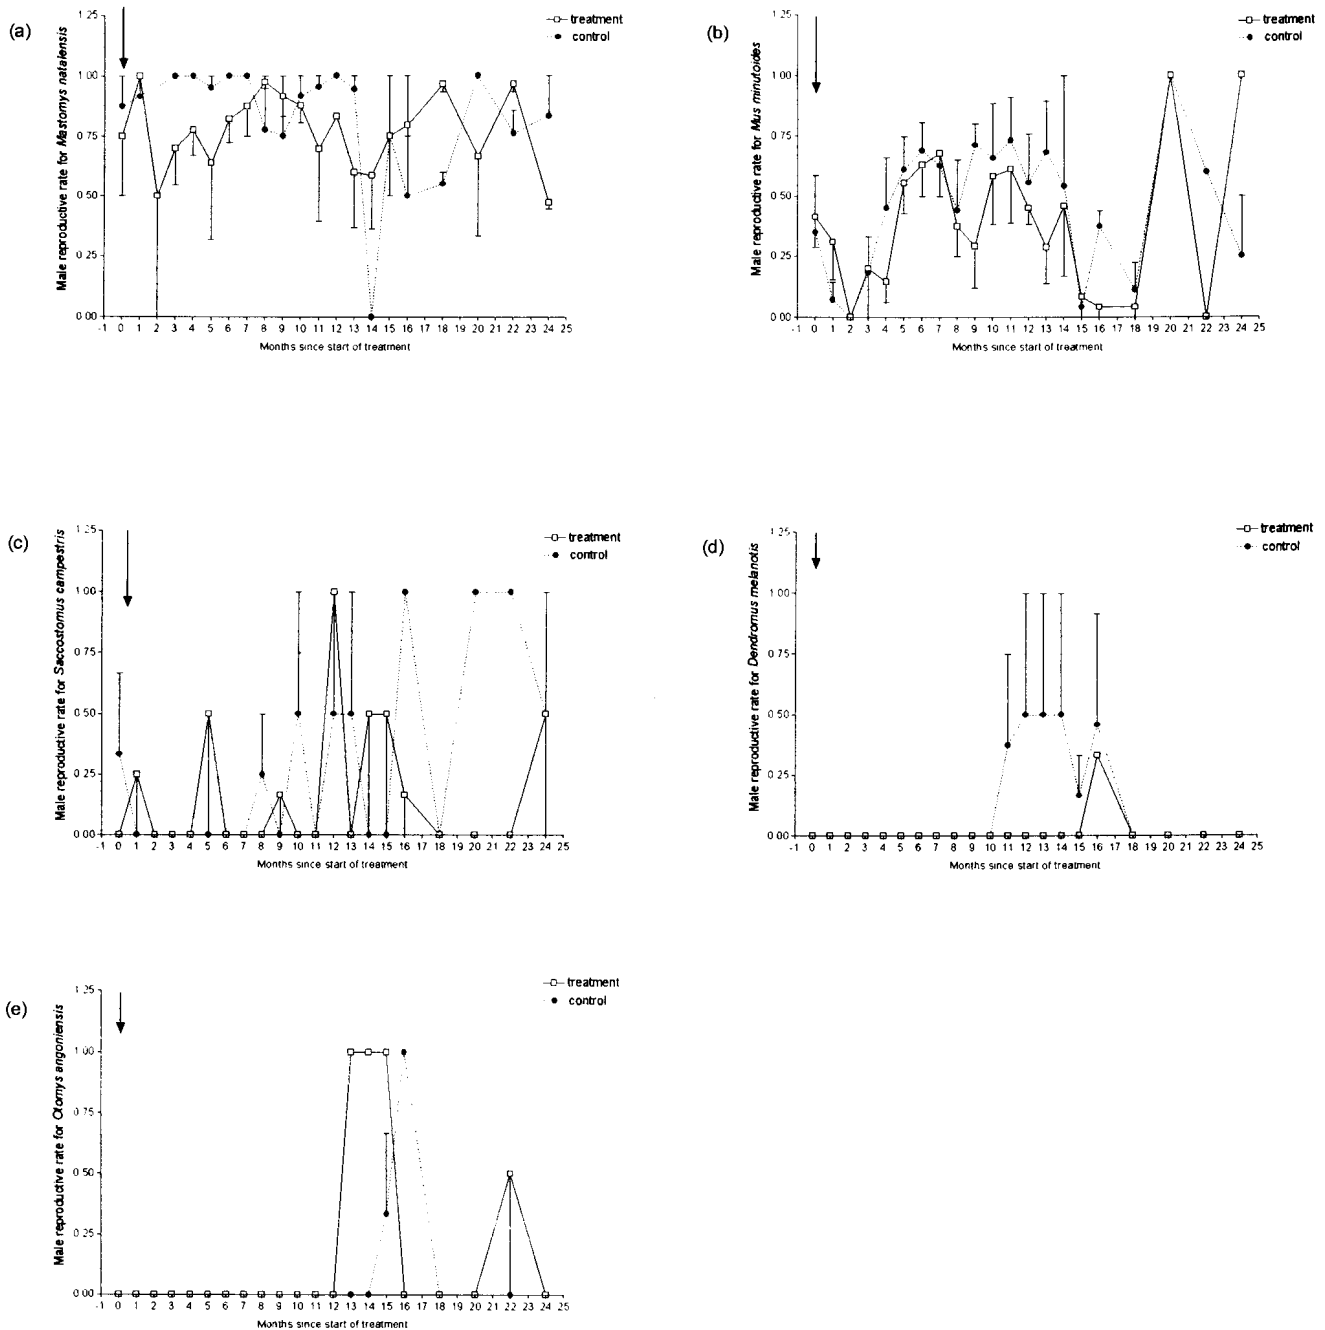 (a)
Male reproductive rate for Mastomys natalensis
treatment
control
1.25
1.00
0.75
0.50
0.25
0.00
-1 0 1 2 3 4 5 6 7 8 9 10 11 12 13 14 15 16 17 18 19 20 21 22 23 24 25
Months since start of treatment
(b)
Male reproductive rate for Mus minutoides
treatment
control
1.25
1.00
0.75
0.50
0.25
0.00
-1 0 1 2 3 4 5 6 7 8 9 10 11 12 13 14 15 16 17 18 19 20 21 22 23 24 25
Months since start of treatment
(c)
Male reproductive rate for Saccostomus campestris
treatment
control
1.25
1.00
0.75
0.50
0.25
0.00
-1 0 1 2 3 4 5 6 7 8 9 10 11 12 13 14 15 16 17 18 19 20 21 22 23 24 25
Months since start of treatment
(d)
Male reproductive rate for Dendromus melanotis
treatment
control
1.25
1.00
0.75
0.50
0.25
0.00
-1 0 1 2 3 4 5 6 7 8 9 10 11 12 13 14 15 16 17 18 19 20 21 22 23 24 25
Months since start of treatment
(e)
Male reproductive rate for Otomys angoniensis
treatment
control
1.25
1.00
0.75
0.50
0.25
0.00
-1 0 1 2 3 4 5 6 7 8 9 10 11 12 13 14 15 16 17 18 19 20 21 22 23 24 25
Months since start of treatment